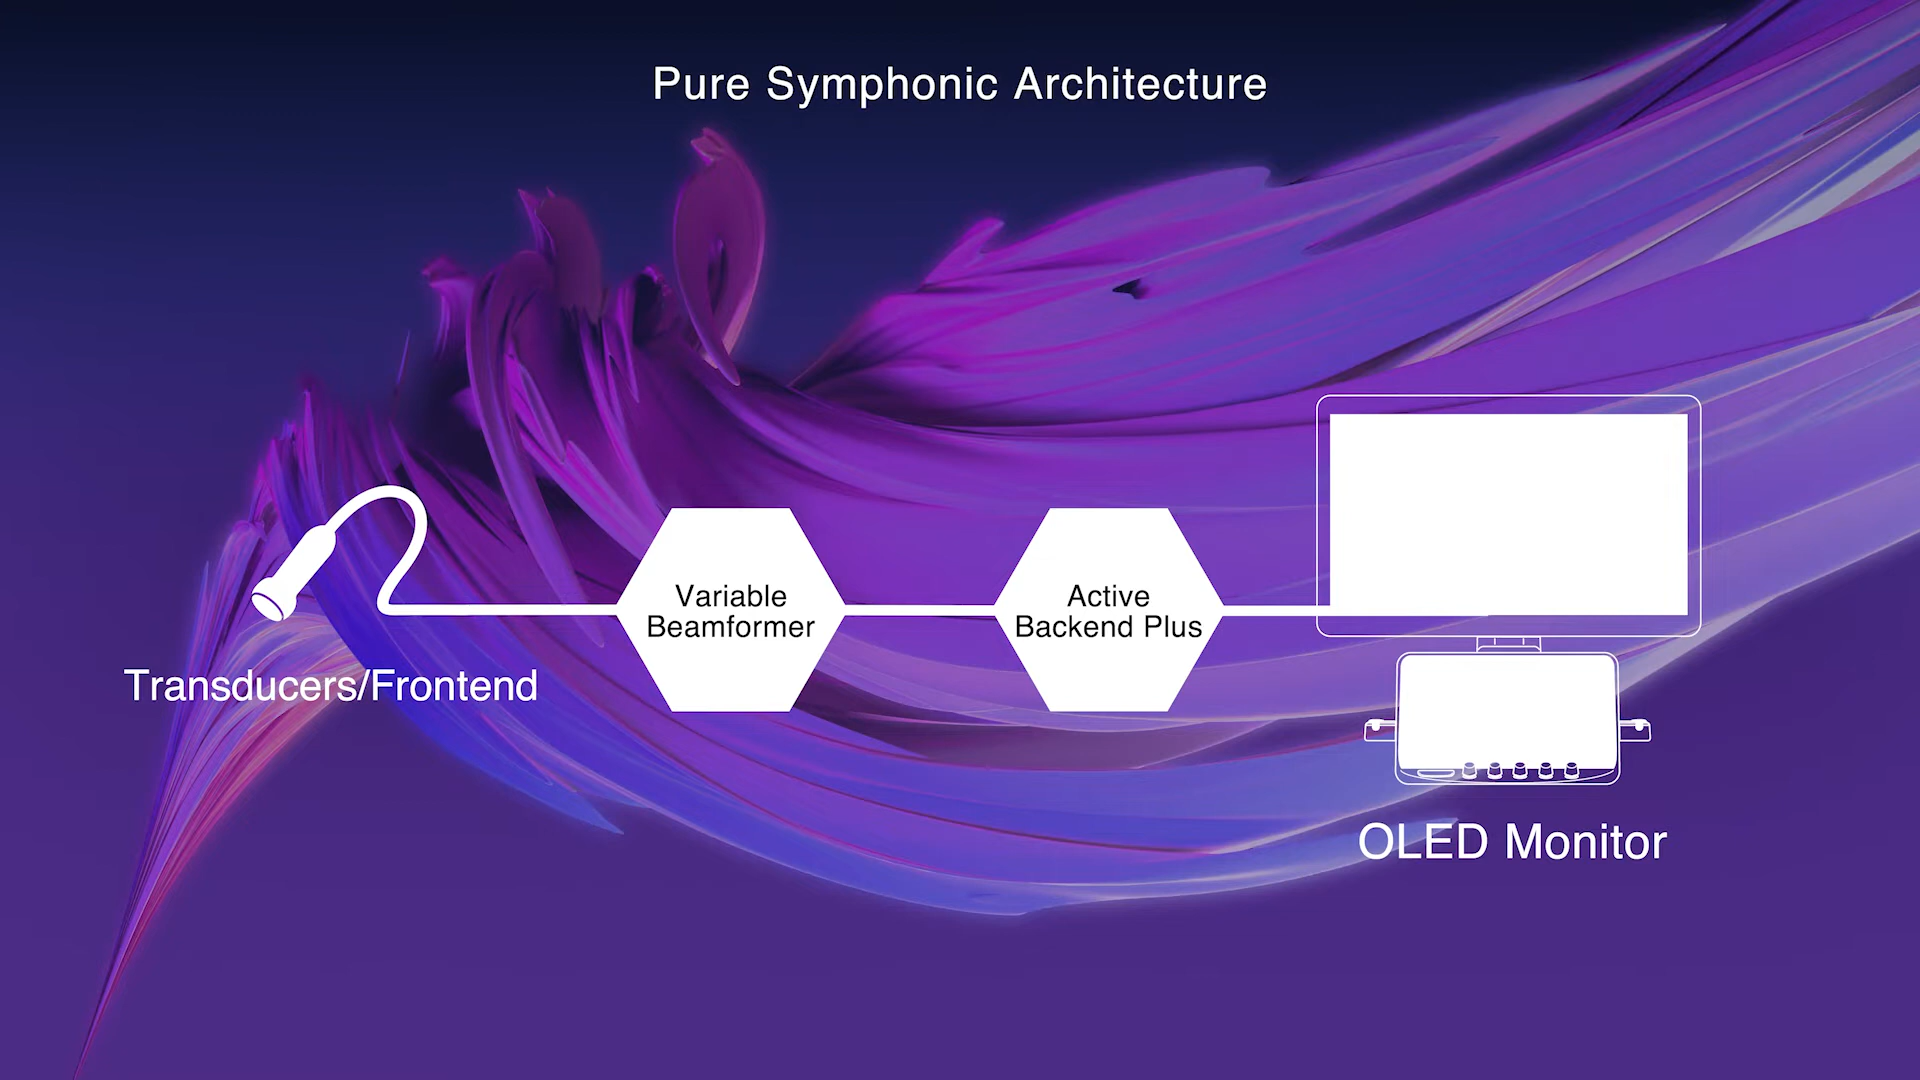 Pure Symphonic Architecture
Variable
Beamformer
Active
Backend Plus
Transducers/Frontend
OLED Monitor